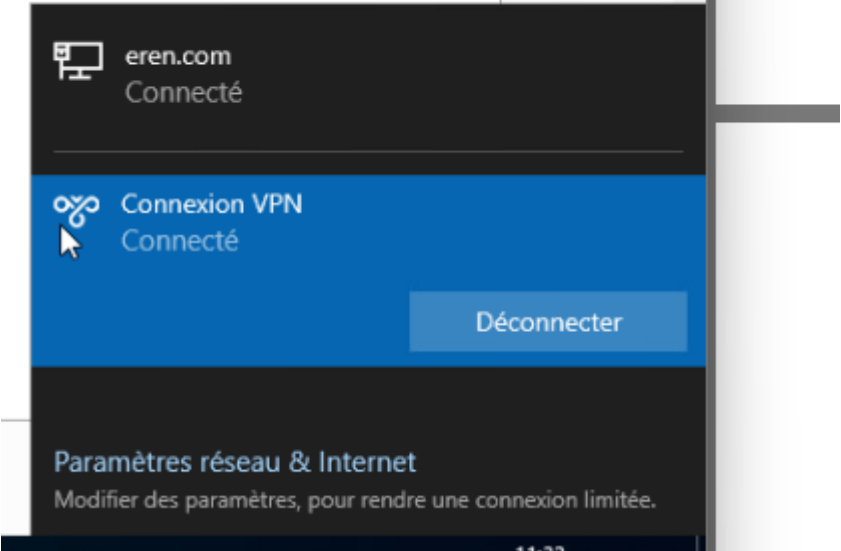 eren.com
Connecté
Connexion VPN
Connecté
Déconnecter
Paramètres réseau & Internet
Modifier des paramètres, pour rendre une connexion limitée.